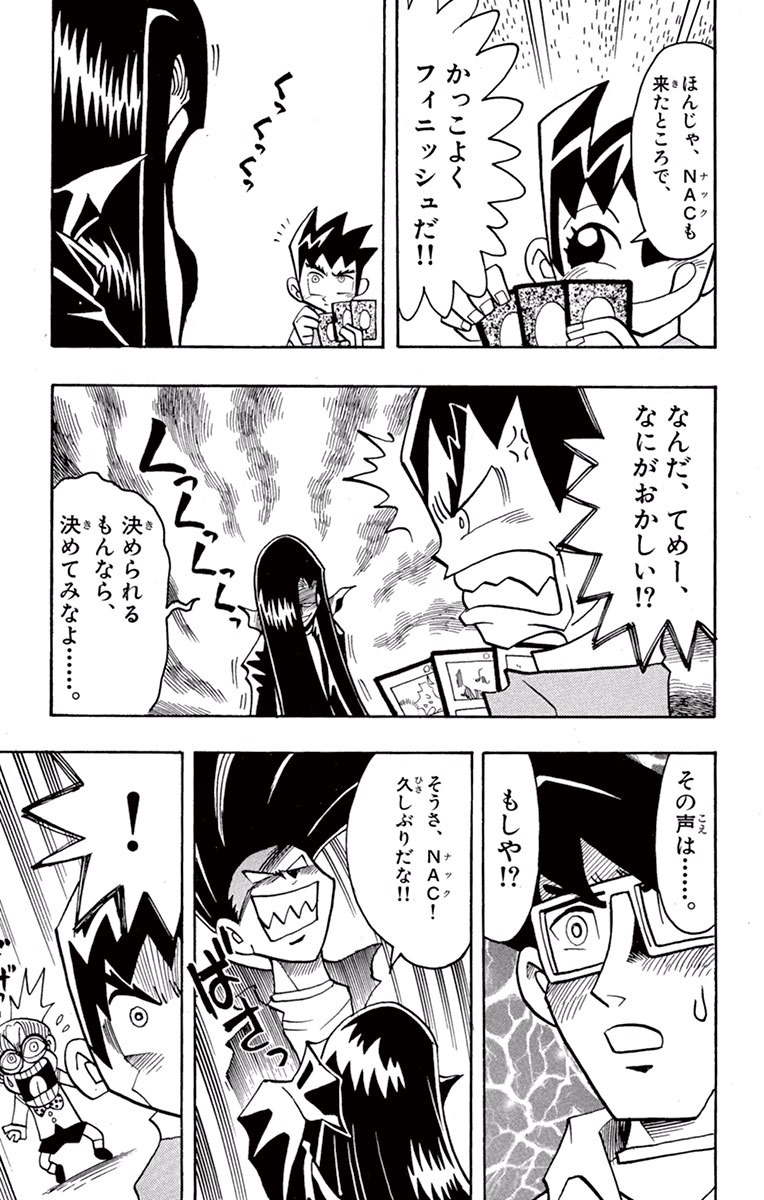 ほんじゃ、NACも
来たところで、
かっこよく
フィニッシュだ!!
くっ
くっくっ
なんだ、てめー、
なにがおかしい!?
くっくっくっくっ
決められる
もんなら、
決めてみなよ……。
その声は……。
もしや!?
そうさ、NAC!
久しぶりだな!!
ばさっ
!